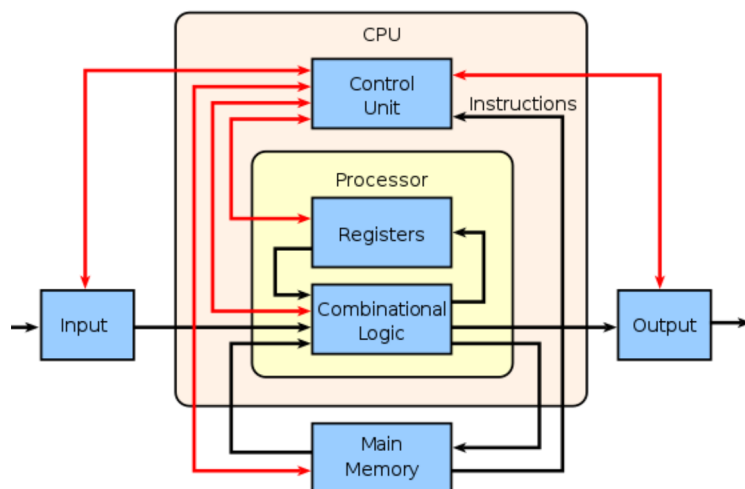 CPU
Control
Unit
Instructions
Processor
Registers
Input
Combinational
Logic
Output
Main
Memory